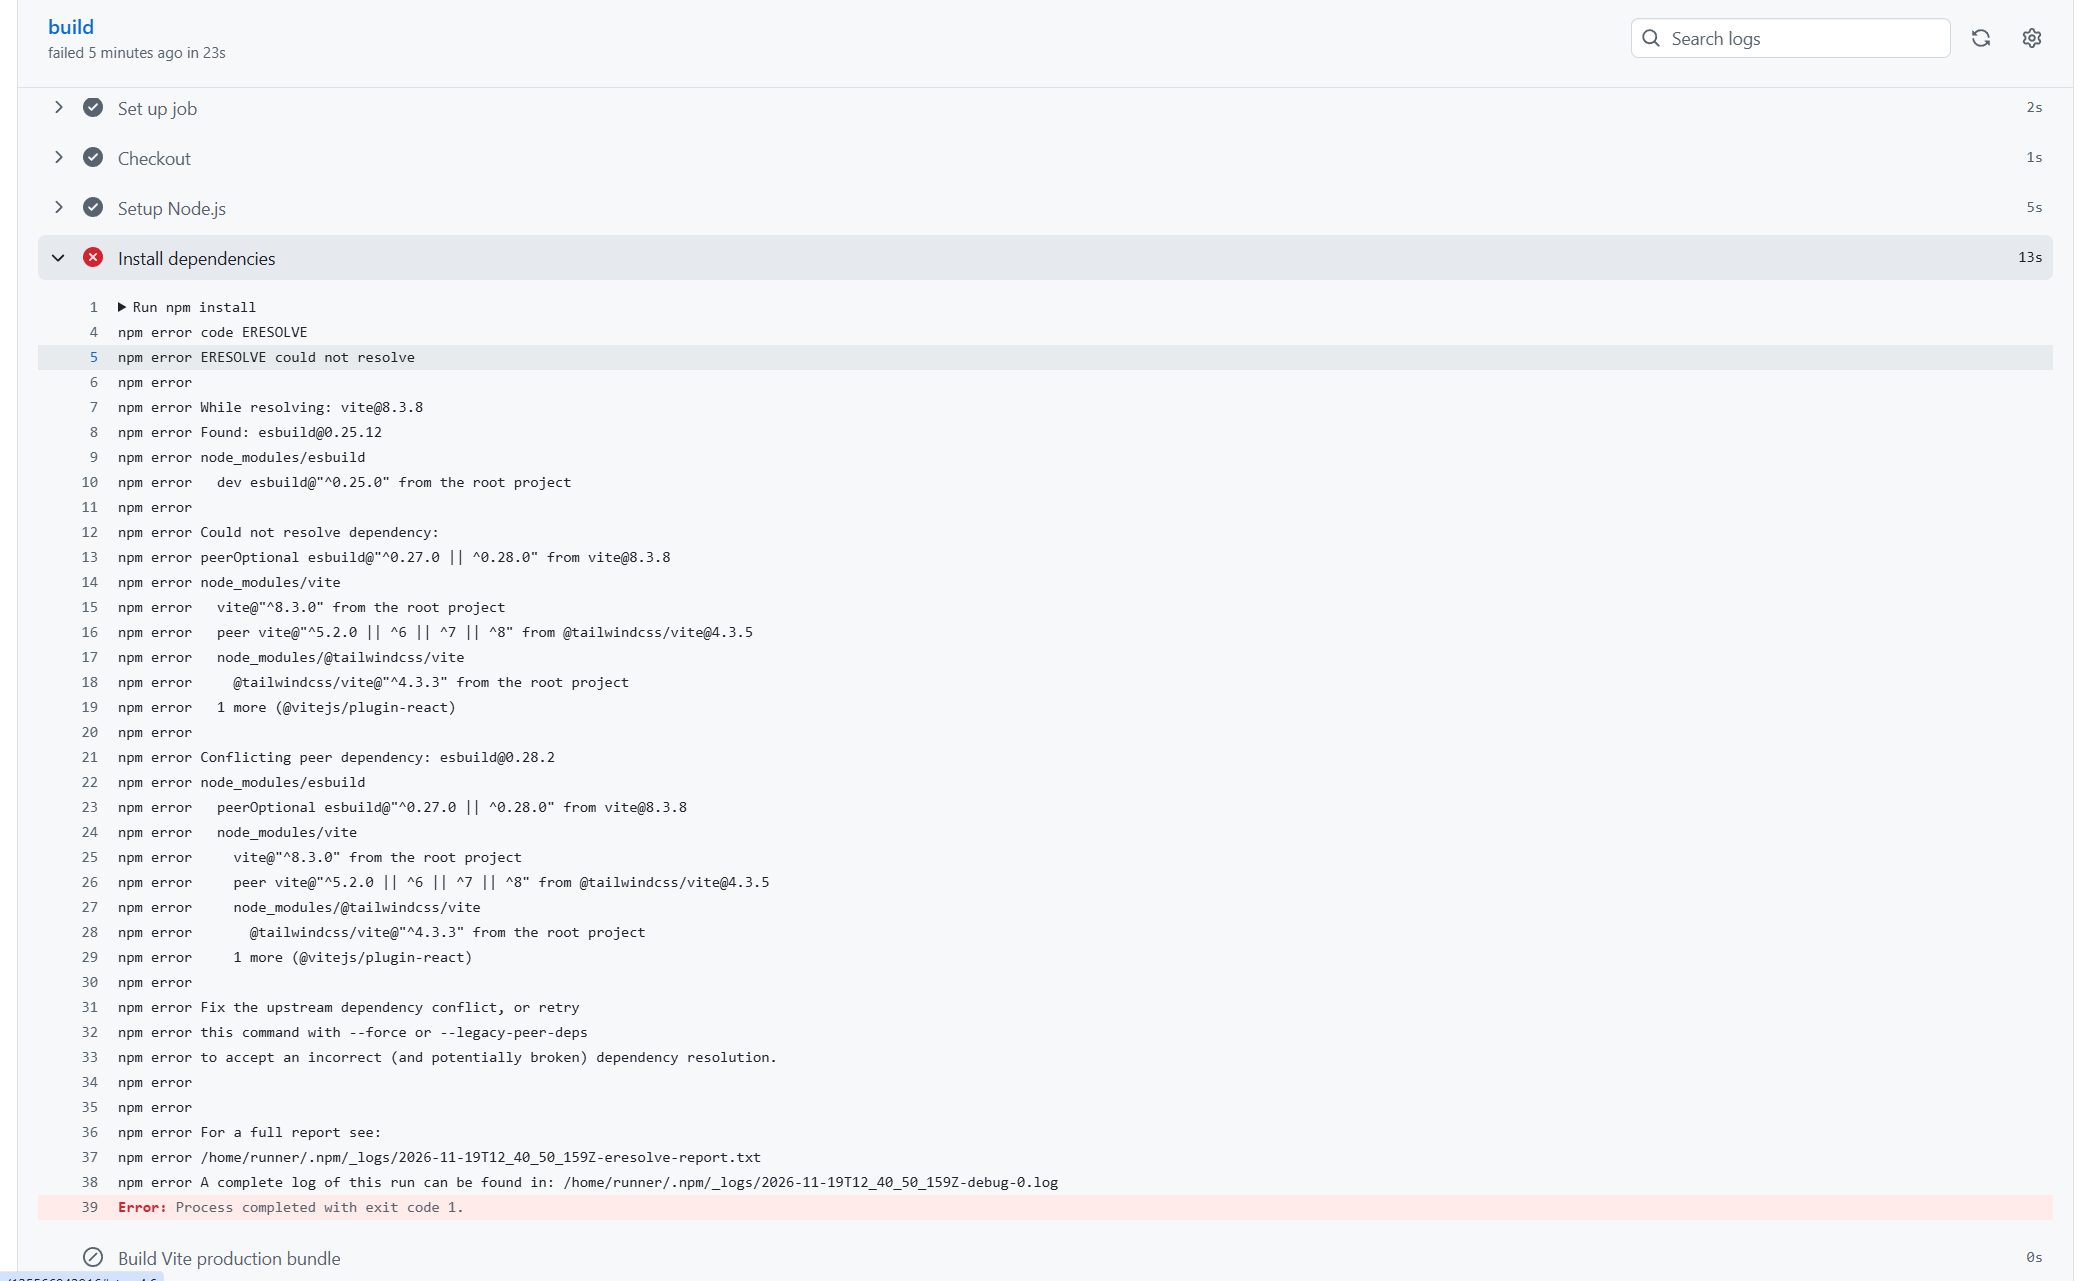 build
failed 5 minutes ago in 23s
Search logs
Set up job 2s
Checkout 1s
Setup Node.js 5s
Install dependencies 13s
1 Run npm install
4 npm error code ERESOLVE
5 npm error ERESOLVE could not resolve
6 npm error
7 npm error While resolving: vite@8.3.8
8 npm error Found: esbuild@0.25.12
9 npm error node_modules/esbuild
10 npm error   dev esbuild@"^0.25.0" from the root project
11 npm error
12 npm error Could not resolve dependency:
13 npm error peerOptional esbuild@"^0.27.0 || ^0.28.0" from vite@8.3.8
14 npm error node_modules/vite
15 npm error   vite@"^8.3.0" from the root project
16 npm error   peer vite@"^5.2.0 || ^6 || ^7 || ^8" from @tailwindcss/vite@4.3.5
17 npm error   node_modules/@tailwindcss/vite
18 npm error     @tailwindcss/vite@"^4.3.3" from the root project
19 npm error   1 more (@vitejs/plugin-react)
20 npm error
21 npm error Conflicting peer dependency: esbuild@0.28.2
22 npm error node_modules/esbuild
23 npm error   peerOptional esbuild@"^0.27.0 || ^0.28.0" from vite@8.3.8
24 npm error   node_modules/vite
25 npm error     vite@"^8.3.0" from the root project
26 npm error     peer vite@"^5.2.0 || ^6 || ^7 || ^8" from @tailwindcss/vite@4.3.5
27 npm error     node_modules/@tailwindcss/vite
28 npm error       @tailwindcss/vite@"^4.3.3" from the root project
29 npm error     1 more (@vitejs/plugin-react)
30 npm error
31 npm error Fix the upstream dependency conflict, or retry
32 npm error this command with --force or --legacy-peer-deps
33 npm error to accept an incorrect (and potentially broken) dependency resolution.
34 npm error
35 npm error
36 npm error For a full report see:
37 npm error /home/runner/.npm/_logs/2026-11-19T12_40_50_159Z-eresolve-report.txt
38 npm error A complete log of this run can be found in: /home/runner/.npm/_logs/2026-11-19T12_40_50_159Z-debug-0.log
39 Error: Process completed with exit code 1.
Build Vite production bundle 0s